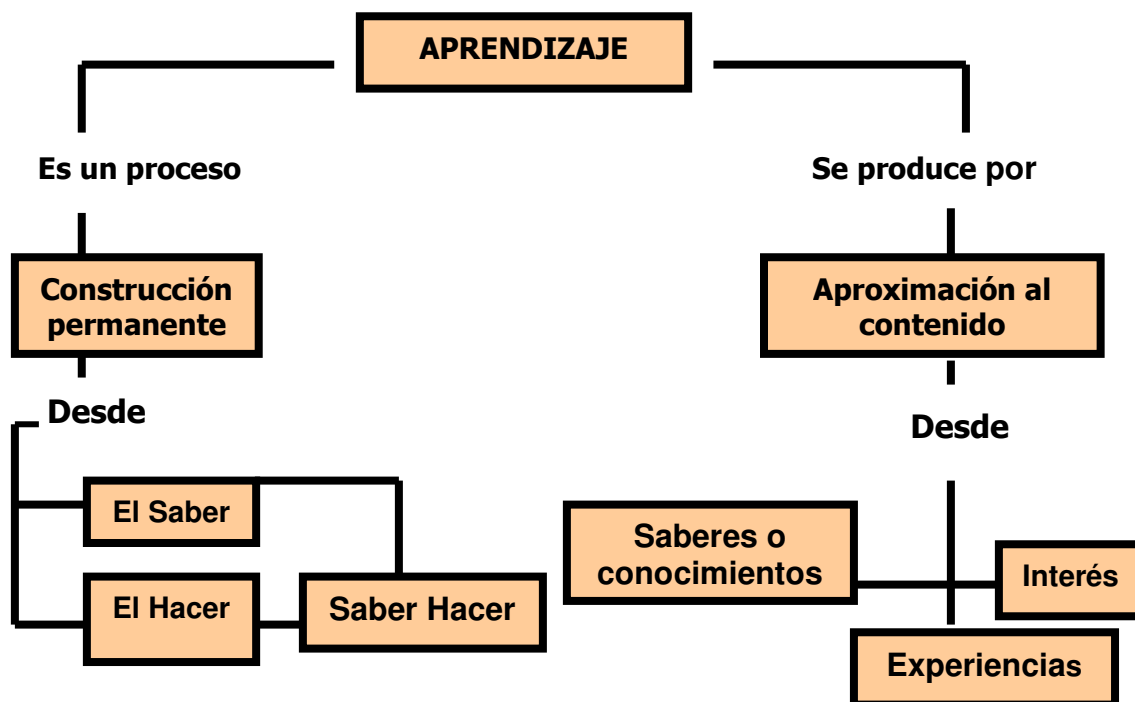 APRENDIZAJE
Es un proceso
Se produce por
Construcción
permanente
Aproximación al
contenido
Desde
Desde
El Saber
El Hacer
Saber Hacer
Saberes o
conocimientos
Interés
Experiencias